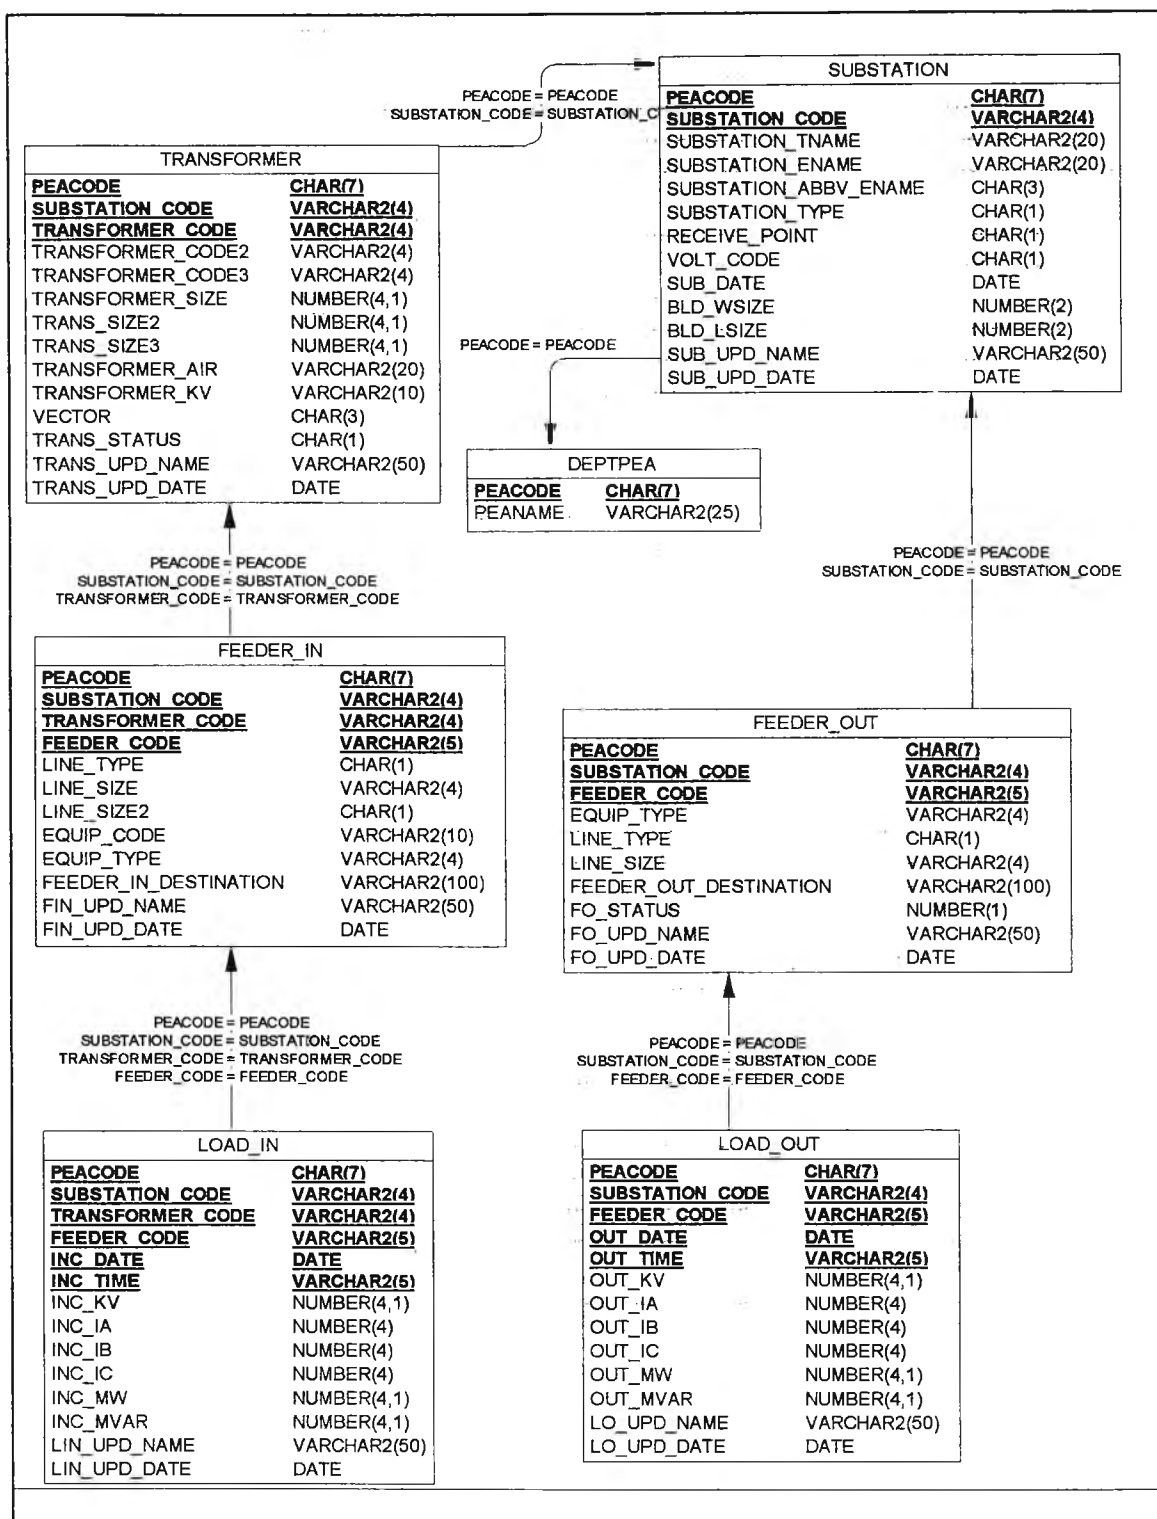 SUBSTATION
PEACODE CHAR(7)
SUBSTATION_CODE VARCHAR2(4)
SUBSTATION_TNAME VARCHAR2(20)
SUBSTATION_ENAME VARCHAR2(20)
SUBSTATION_ABBV_ENAME CHAR(3)
SUBSTATION_TYPE CHAR(1)
RECEIVE_POINT CHAR(1)
VOLT_CODE CHAR(1)
SUB_DATE DATE
BLD_WSIZE NUMBER(2)
BLD_LSIZE NUMBER(2)
SUB_UPD_NAME VARCHAR2(50)
SUB_UPD_DATE DATE
PEACODE = PEACODE
SUBSTATION_CODE = SUBSTATION_C
TRANSFORMER
PEACODE CHAR(7)
SUBSTATION_CODE VARCHAR2(4)
TRANSFORMER_CODE VARCHAR2(4)
TRANSFORMER_CODE2 VARCHAR2(4)
TRANSFORMER_CODE3 VARCHAR2(4)
TRANSFORMER_SIZE NUMBER(4,1)
TRANS_SIZE2 NUMBER(4,1)
TRANS_SIZE3 NUMBER(4,1)
TRANSFORMER_AIR VARCHAR2(20)
TRANSFORMER_KV VARCHAR2(10)
VECTOR CHAR(3)
TRANS_STATUS CHAR(1)
TRANS_UPD_NAME VARCHAR2(50)
TRANS_UPD_DATE DATE
PEACODE = PEACODE
DEPTPEA
PEACODE CHAR(7)
PEANAME VARCHAR2(25)
PEACODE = PEACODE
SUBSTATION_CODE = SUBSTATION_CODE
PEACODE = PEACODE
SUBSTATION_CODE = SUBSTATION_CODE
TRANSFORMER_CODE = TRANSFORMER_CODE
FEEDER_IN
PEACODE CHAR(7)
SUBSTATION_CODE VARCHAR2(4)
TRANSFORMER_CODE VARCHAR2(4)
FEEDER_CODE VARCHAR2(5)
LINE_TYPE CHAR(1)
LINE_SIZE VARCHAR2(4)
LINE_SIZE2 CHAR(1)
EQUIP_CODE VARCHAR2(10)
EQUIP_TYPE VARCHAR2(4)
FEEDER_IN_DESTINATION VARCHAR2(100)
FIN_UPD_NAME VARCHAR2(50)
FIN_UPD_DATE DATE
FEEDER_OUT
PEACODE CHAR(7)
SUBSTATION_CODE VARCHAR2(4)
FEEDER_CODE VARCHAR2(5)
EQUIP_TYPE VARCHAR2(4)
LINE_TYPE CHAR(1)
LINE_SIZE VARCHAR2(4)
FEEDER_OUT_DESTINATION VARCHAR2(100)
FO_STATUS NUMBER(1)
FO_UPD_NAME VARCHAR2(50)
FO_UPD_DATE DATE
PEACODE = PEACODE
SUBSTATION_CODE = SUBSTATION_CODE
TRANSFORMER_CODE = TRANSFORMER_CODE
FEEDER_CODE = FEEDER_CODE
PEACODE = PEACODE
SUBSTATION_CODE = SUBSTATION_CODE
FEEDER_CODE = FEEDER_CODE
LOAD_IN
PEACODE CHAR(7)
SUBSTATION_CODE VARCHAR2(4)
TRANSFORMER_CODE VARCHAR2(4)
FEEDER_CODE VARCHAR2(5)
INC_DATE DATE
INC_TIME VARCHAR2(5)
INC_KV NUMBER(4,1)
INC_IA NUMBER(4)
INC_IB NUMBER(4)
INC_IC NUMBER(4)
INC_MW NUMBER(4,1)
INC_MVAR NUMBER(4,1)
LIN_UPD_NAME VARCHAR2(50)
LIN_UPD_DATE DATE
LOAD_OUT
PEACODE CHAR(7)
SUBSTATION_CODE VARCHAR2(4)
FEEDER_CODE VARCHAR2(5)
OUT_DATE DATE
OUT_TIME VARCHAR2(5)
OUT_KV NUMBER(4,1)
OUT_IA NUMBER(4)
OUT_IB NUMBER(4)
OUT_IC NUMBER(4)
OUT_MW NUMBER(4,1)
OUT_MVAR NUMBER(4,1)
LO_UPD_NAME VARCHAR2(50)
LO_UPD_DATE DATE